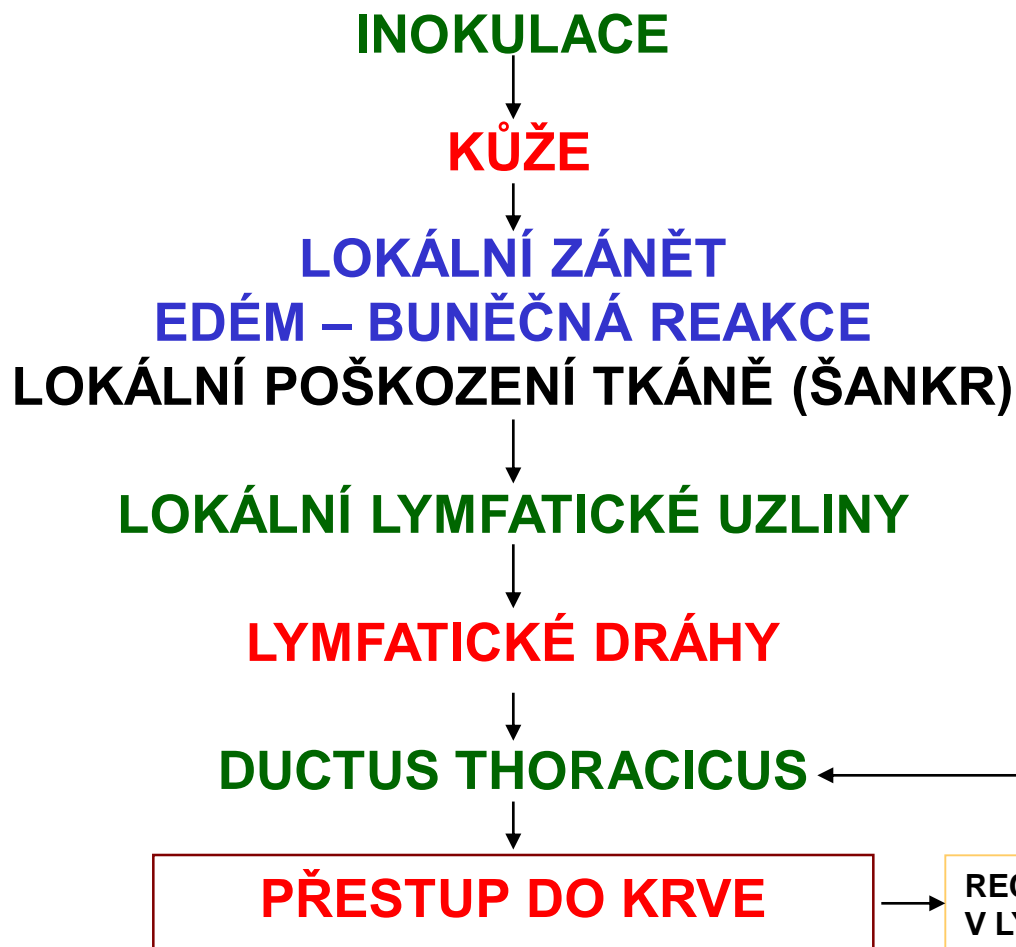 INOKULACE
KŮŽE
LOKÁLNÍ ZÁNĚT
EDÉM – BUNĚČNÁ REAKCE
LOKÁLNÍ POŠKOZENÍ TKÁNĚ (ŠANKR)
LOKÁLNÍ LYMFATICKÉ UZLINY
LYMFATICKÉ DRÁHY
DUCTUS THORACICUS
PŘESTUP DO KRVE
V